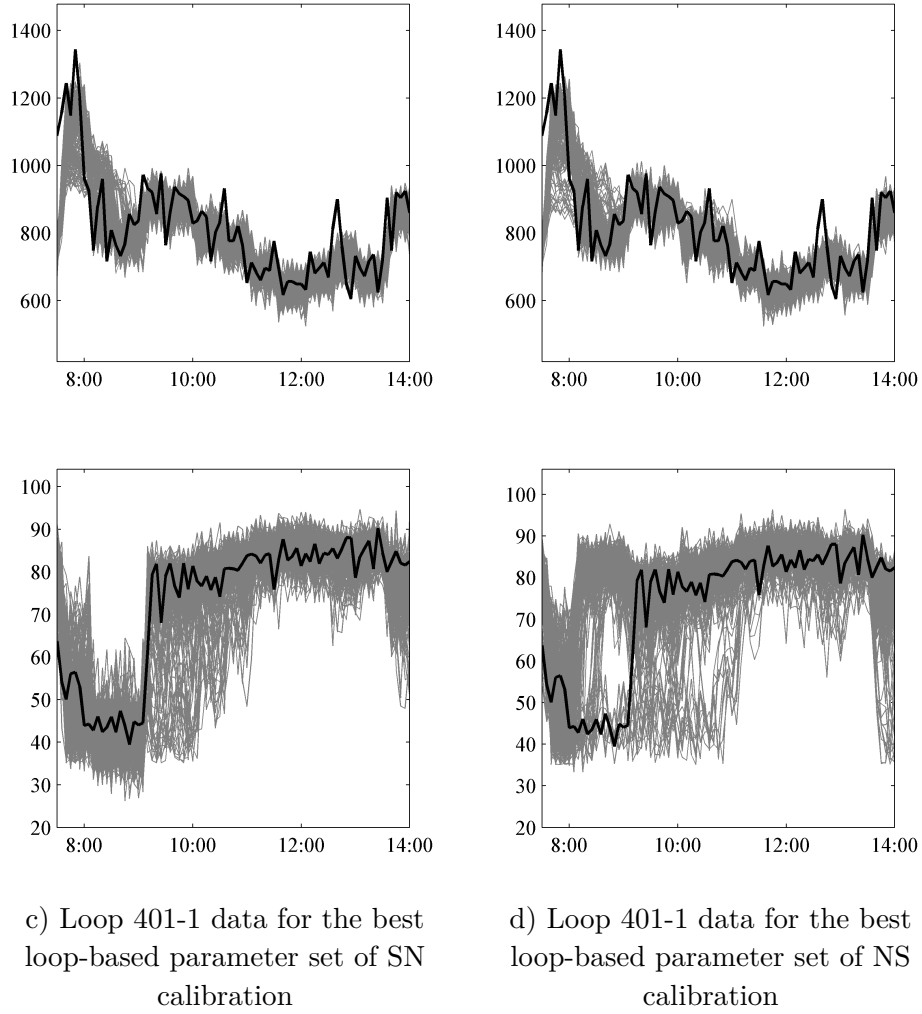 1400
1200
1000
800
600
8:00 10:00 12:00 14:00
1400
1200
1000
800
600
8:00 10:00 12:00 14:00
100
90
80
70
60
50
40
30
20
8:00 10:00 12:00 14:00
100
90
80
70
60
50
40
30
20
8:00 10:00 12:00 14:00
c) Loop 401-1 data for the best
loop-based parameter set of SN
calibration
d) Loop 401-1 data for the best
loop-based parameter set of NS
calibration